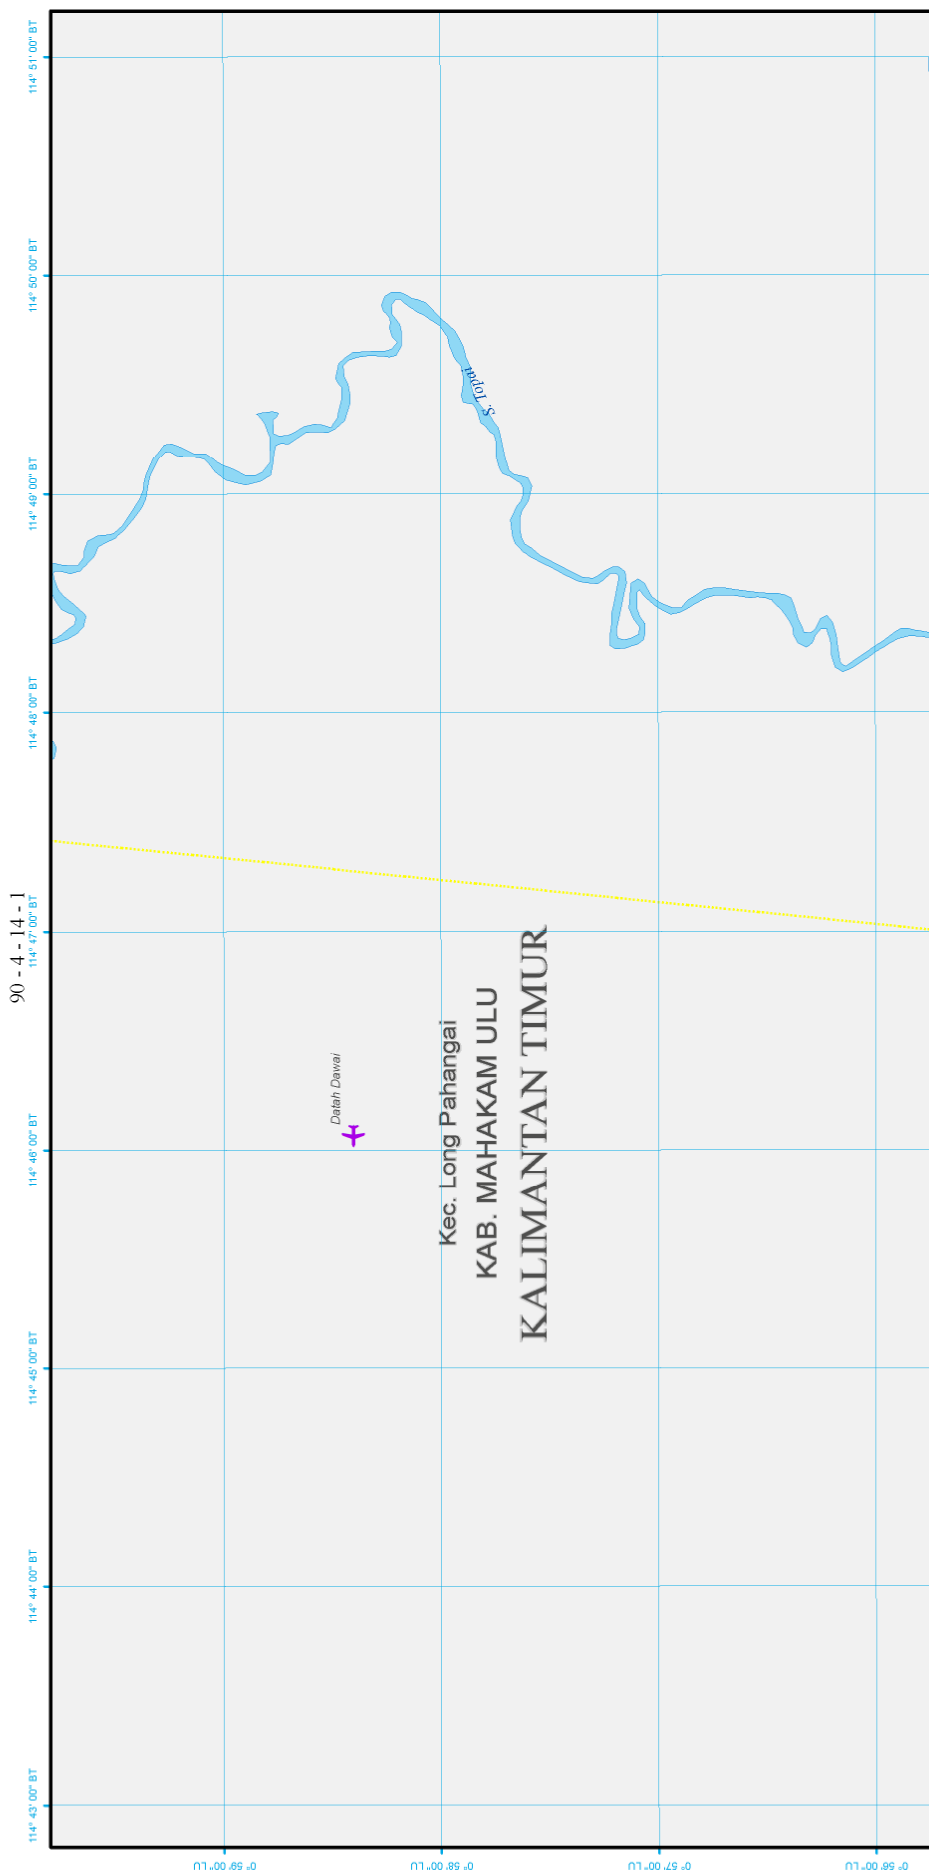 90 - 4 - 14 - 1
114° 43' 00" BT
114° 44' 00" BT
114° 45' 00" BT
114° 46' 00" BT
114° 47' 00" BT
114° 48' 00" BT
114° 49' 00" BT
114° 50' 00" BT
114° 51' 00" BT
Datah Dawai
Kec. Long Pahangai
KAB. MAHAKAM ULU
KALIMANTAN TIMUR
S. Topai
0° 59' 00" LU
0° 58' 00" LU
0° 57' 00" LU
0° 56' 00" LU